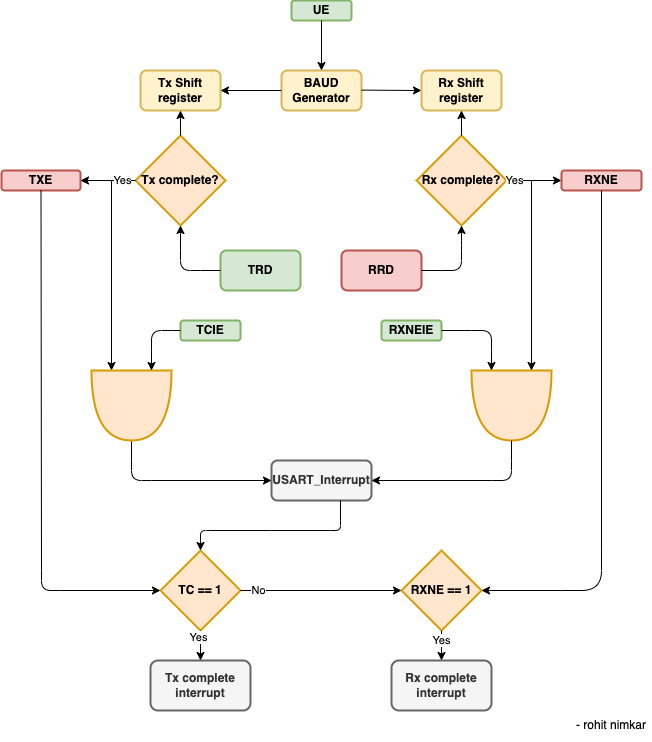 UE
Tx Shift
register
BAUD
Generator
Rx Shift
register
TXE
Yes
Tx complete?
Rx complete?
Yes
RXNE
TRD
RRD
TCIE
RXNEIE
USART_Interrupt
TC == 1
No
RXNE == 1
Yes
Yes
Tx complete
interrupt
Rx complete
interrupt
- rohit nimkar